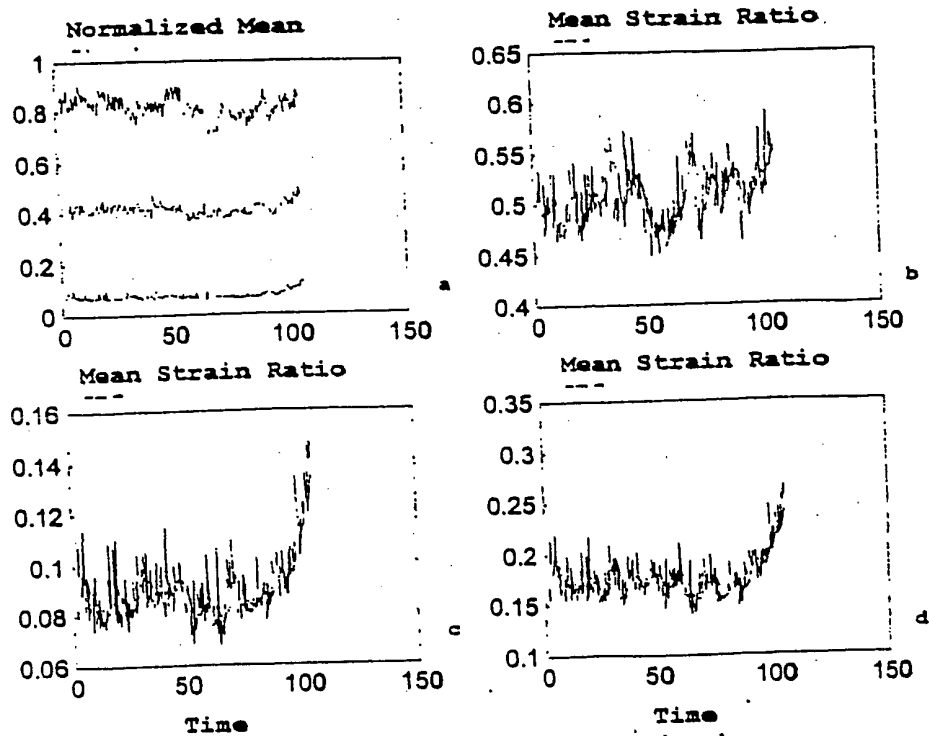 Normalized Mean
1
0.8
0.6
0.4
0.2
0
0 50 100 150
a
Mean Strain Ratio
0.65
0.6
0.55
0.5
0.45
0.4
0 50 100 150
b
Mean Strain Ratio
0.16
0.14
0.12
0.1
0.08
0.06
0 50 100 150
c
Time
Mean Strain Ratio
0.35
0.3
0.25
0.2
0.15
0.1
0 50 100 150
d
Time